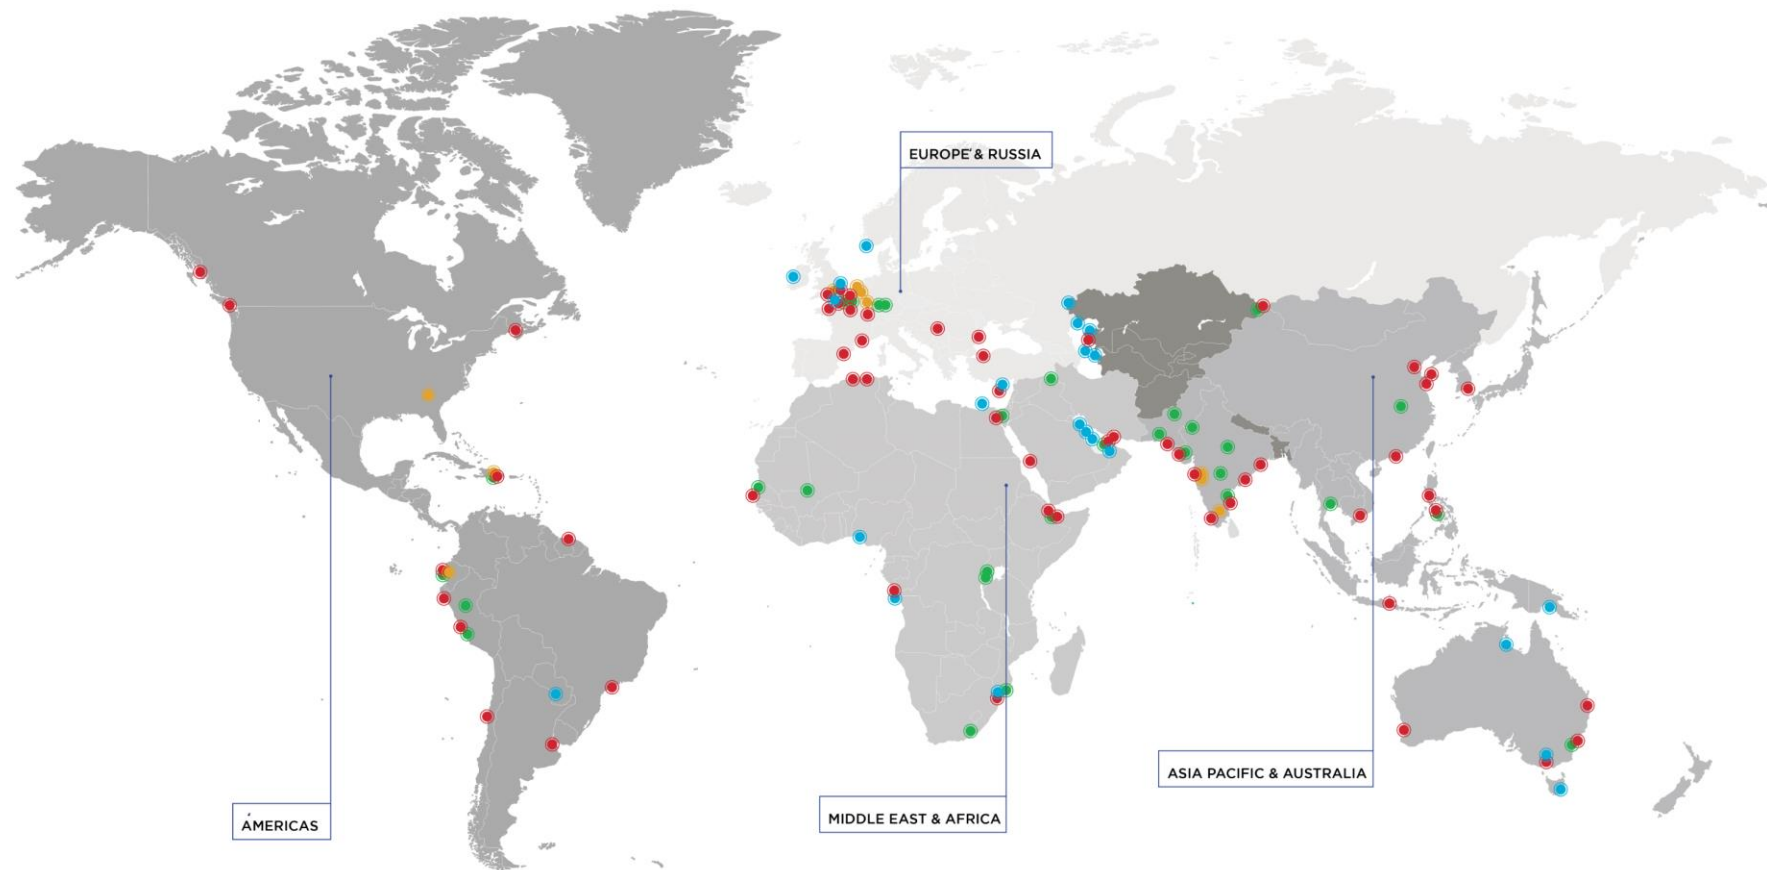 EUROPE & RUSSIA
ASIA PACIFIC & AUSTRALIA
MIDDLE EAST & AFRICA
AMERICAS